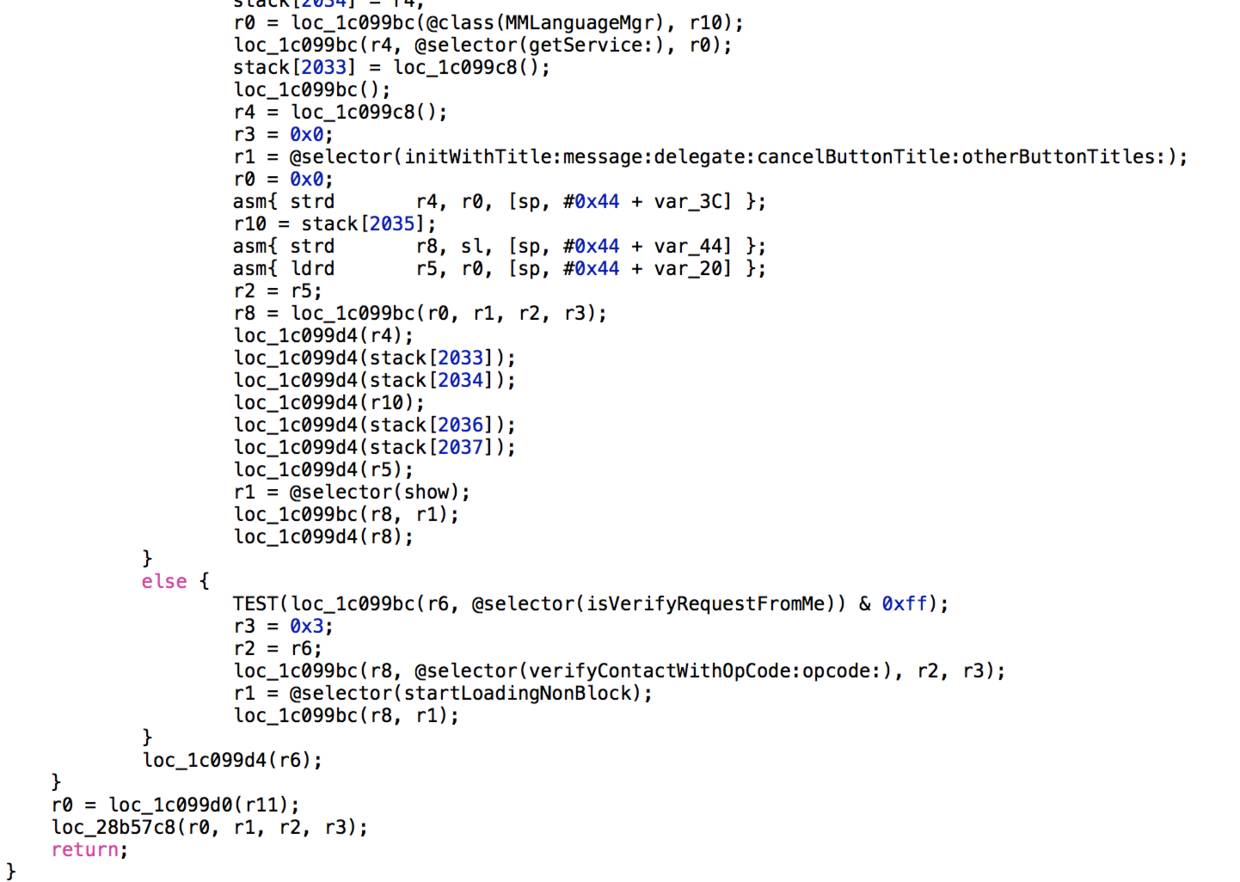 stack[2034] = r4;
r0 = loc_1c099bc(@class(MMLanguageMgr), r10);
loc_1c099bc(r4, @selector(getService:), r0);
stack[2033] = loc_1c099c8();
loc_1c099bc();
r4 = loc_1c099c8();
r3 = 0x0;
r1 = @selector(initWithTitle:message:delegate:cancelButtonTitle:otherButtonTitles:);
r0 = 0x0;
asm{ strd       r4, r0, [sp, #0x44 + var_3C] };
r10 = stack[2035];
asm{ strd       r8, sl, [sp, #0x44 + var_44] };
asm{ ldrd       r5, r0, [sp, #0x44 + var_20] };
r2 = r5;
r8 = loc_1c099bc(r0, r1, r2, r3);
loc_1c099d4(r4);
loc_1c099d4(stack[2033]);
loc_1c099d4(stack[2034]);
loc_1c099d4(r10);
loc_1c099d4(stack[2036]);
loc_1c099d4(stack[2037]);
loc_1c099d4(r5);
r1 = @selector(show);
loc_1c099bc(r8, r1);
loc_1c099d4(r8);
}
else {
TEST(loc_1c099bc(r6, @selector(isVerifyRequestFromMe)) & 0xff);
r3 = 0x3;
r2 = r6;
loc_1c099bc(r8, @selector(verifyContactWithOpCode:opcode:), r2, r3);
r1 = @selector(startLoadingNonBlock);
loc_1c099bc(r8, r1);
}
loc_1c099d4(r6);
}
r0 = loc_1c099d0(r11);
loc_28b57c8(r0, r1, r2, r3);
return;
}